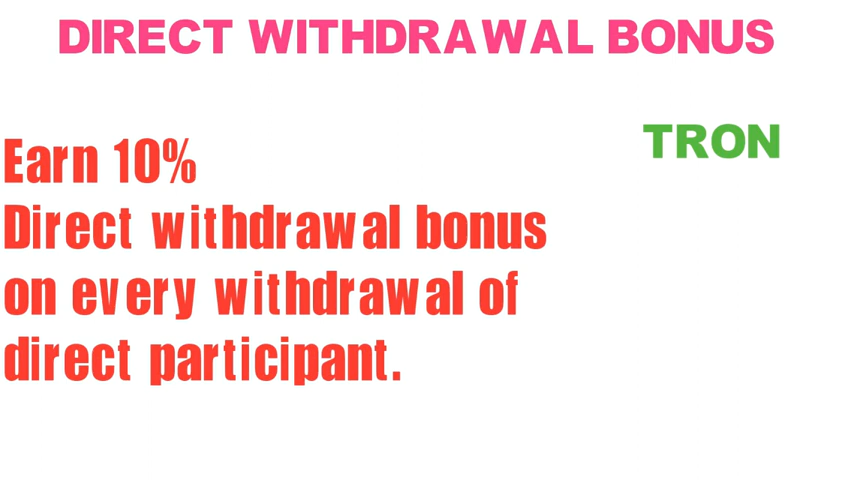 DIRECT WITHDRAWAL BONUS
TRON
Earn 10%
Direct withdrawal bonus
on every withdrawal of
direct participant.